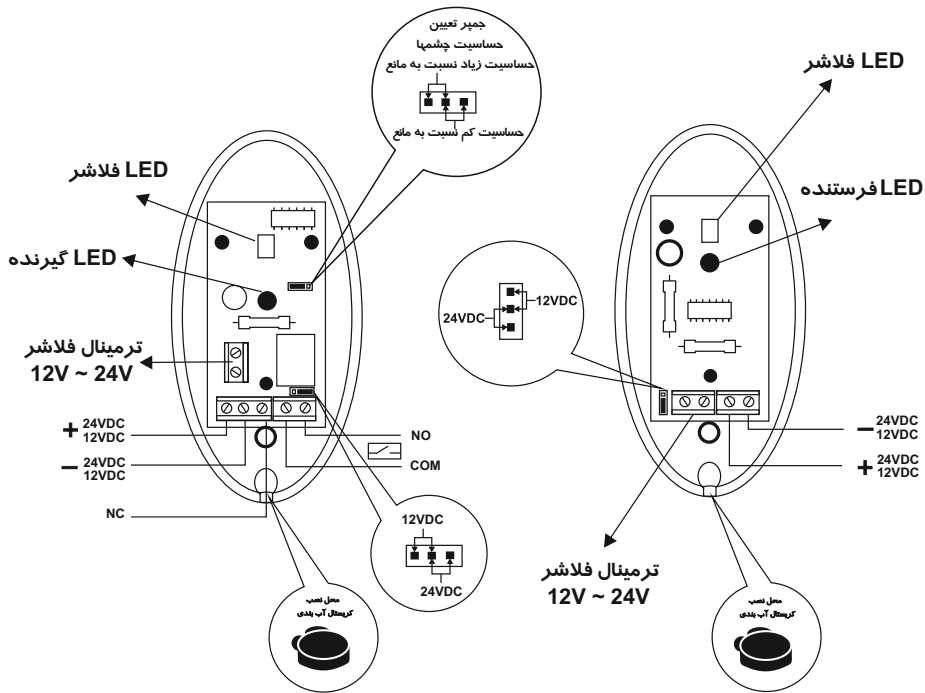 جمپر تعیین
حساسیت چشمها
حساسیت زیاد نسبت به مانع
حساسیت کم نسبت به مانع
LED فلاشر
LED گیرنده
ترمینال فلاشر
12V ~ 24V
+ 24VDC
12VDC
− 24VDC
12VDC
NC
NO
COM
12VDC
24VDC
محل نصب
کریستال آب بندی
LED فلاشر
LED فرستنده
12VDC
24VDC
− 24VDC
12VDC
+ 24VDC
12VDC
ترمینال فلاشر
12V ~ 24V
محل نصب
کریستال آب بندی